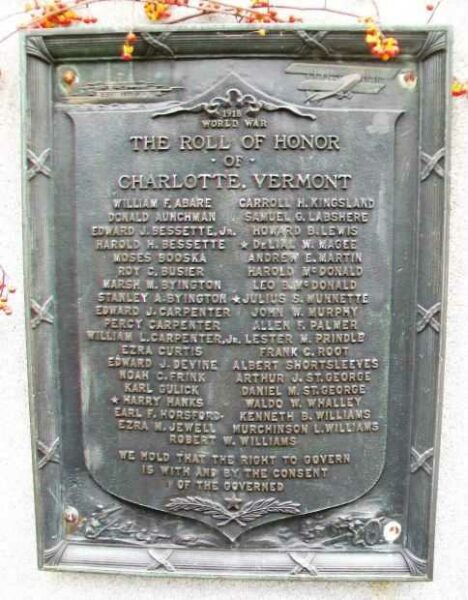 1918
WORLD WAR
THE ROLL OF HONOR
· OF ·
CHARLOTTE, VERMONT
WILLIAM F. ABARE
DONALD AUNCHMAN
EDWARD J. BESSETTE, JR.
HAROLD H. BESSETTE
MOSES BOOSKA
ROY C. BUSIER
MARSH M. BYINGTON
STANLEY A. BYINGTON
EDWARD J. CARPENTER
PERCY CARPENTER
WILLIAM L. CARPENTER, JR.
EZRA CURTIS
EDWARD J. DEVINE
NOAH C. FRINK
KARL GULICK
★ HARRY HANKS
EARL F. HORSFORD
EZRA M. JEWELL
CARROLL H. KINGSLAND
SAMUEL G. LABSHERE
HOWARD B. LEWIS
★ DELIAL W. MAGEE
ANDREW E. MARTIN
HAROLD McDONALD
LEO B. McDONALD
★ JULIUS S. MUNNETTE
JOHN W. MURPHY
ALLEN F. PALMER
LESTER M. PRINDLE
FRANK C. ROOT
ALBERT SHORTSLEEVES
ARTHUR J. ST. GEORGE
DANIEL M. ST. GEORGE
WALDO W. WHALLEY
KENNETH B. WILLIAMS
MURCHINSON L. WILLIAMS
ROBERT W. WILLIAMS
WE HOLD THAT THE RIGHT TO GOVERN
IS WITH AND BY THE CONSENT
OF THE GOVERNED